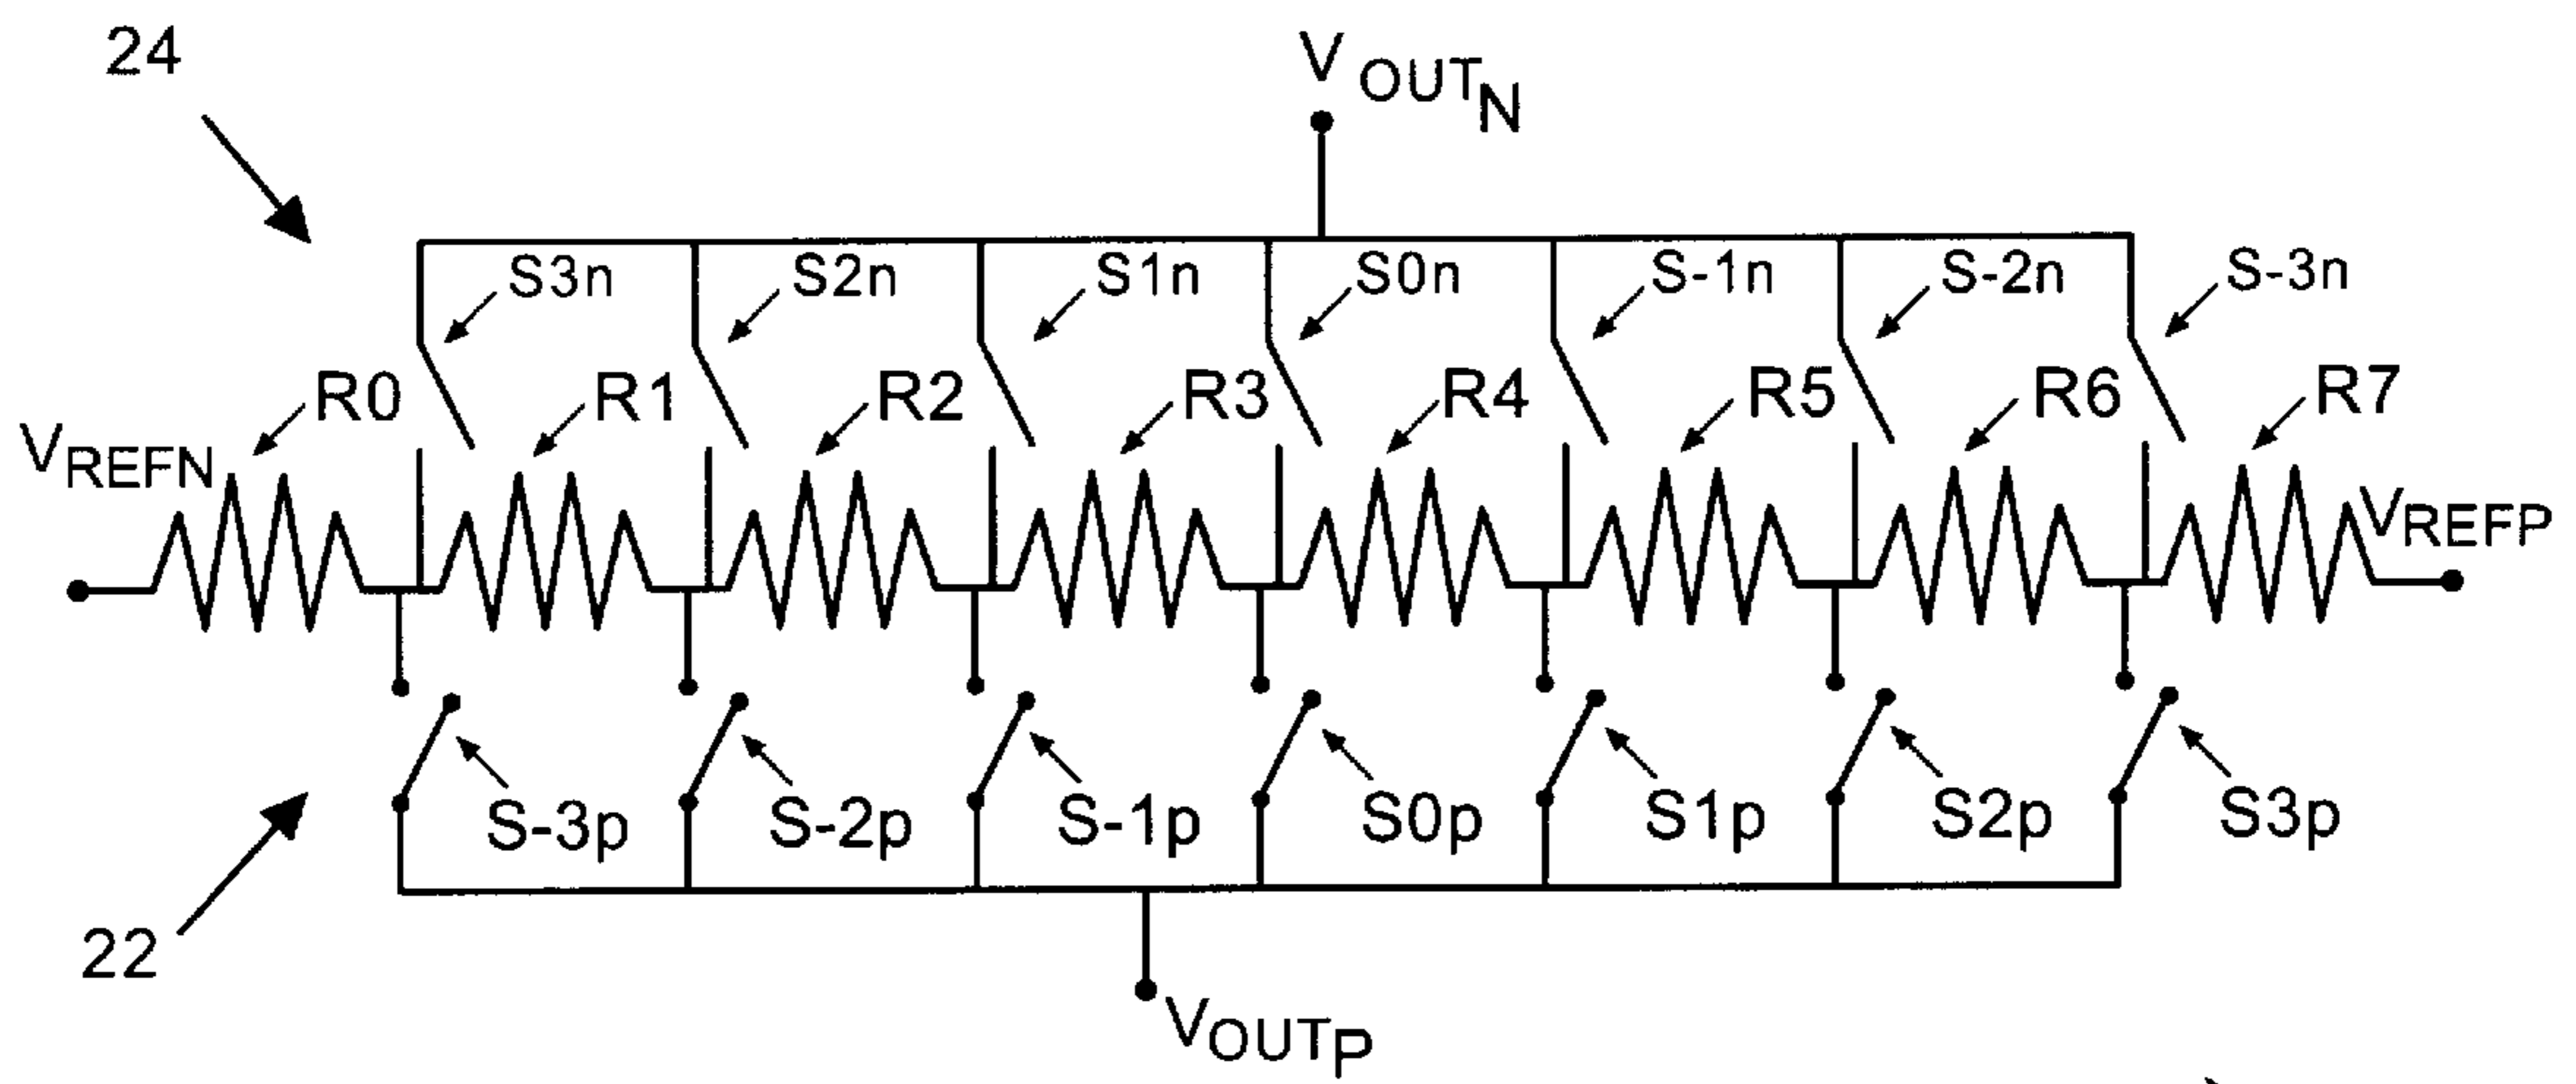 24
V OUTN
S3n S2n S1n S0n S-1n S-2n S-3n
R0 R1 R2 R3 R4 R5 R6 R7
VREFN VREFP
S-3p S-2p S-1p S0p S1p S2p S3p
22
VOUTP